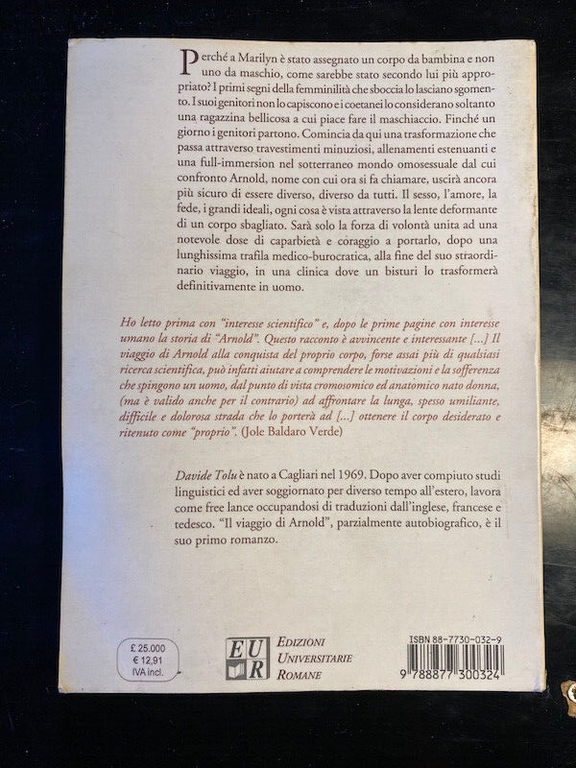 Perché a Marilyn è stato assegnato un corpo da bambina e non
uno da maschio, come sarebbe stato secondo lui più appro-
priato? I primi segni della femminilità che sboccia lo lasciano sgomen-
to. I suoi genitori non lo capiscono e i coetanei lo considerano soltanto
una ragazzina bellicosa a cui piace fare il maschiaccio. Finché un
giorno i genitori partono. Comincia da qui una trasformazione che
passa attraverso travestimenti minuziosi, allenamenti estenuanti e
una full-immersion nel sotterraneo mondo omosessuale dal cui
confronto Arnold, nome con cui ora si fa chiamare, uscirà ancora
più sicuro di essere diverso, diverso da tutti. Il sesso, l'amore, la
fede, i grandi ideali, ogni cosa è vista attraverso la lente deformante
di un corpo sbagliato. Sarà solo la forza di volontà unita ad una
notevole dose di caparbietà e coraggio a portarlo, dopo una
lunghissima trafila medico-burocratica, alla fine del suo straordi-
nario viaggio, in una clinica dove un bisturi lo trasformerà
definitivamente in uomo.
Ho letto prima con "interesse scientifico" e, dopo le prime pagine con interesse
umano la storia di "Arnold". Questo racconto è avvincente e interessante [...] Il
viaggio di Arnold alla conquista del proprio corpo, forse assai più di qualsiasi
ricerca scientifica, può infatti aiutare a comprendere le motivazioni e la sofferenza
che spingono un uomo, dal punto di vista cromosomico ed anatomico nato donna,
(ma è valido anche per il contrario) ad affrontare la lunga, spesso umiliante,
difficile e dolorosa strada che lo porterà ad [...] ottenere il corpo desiderato e
ritenuto come "proprio". (Jole Baldaro Verde)
Davide Tolu è nato a Cagliari nel 1969. Dopo aver compiuto studi
linguistici ed aver soggiornato per diverso tempo all'estero, lavora
come free lance occupandosi di traduzioni dall'inglese, francese e
tedesco. "Il viaggio di Arnold", parzialmente autobiografico, è il
suo primo romanzo.
£ 25.000
€ 12,91
IVA incl.
EU
R
EDIZIONI
UNIVERSITARIE
ROMANE
ISBN 88-7730-032-9
9 788877 300324